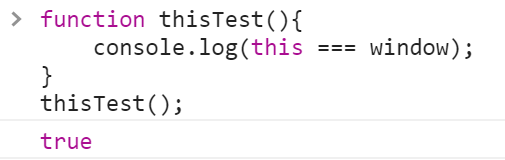 > function thisTest(){
    console.log(this === window);
}
thisTest();
true